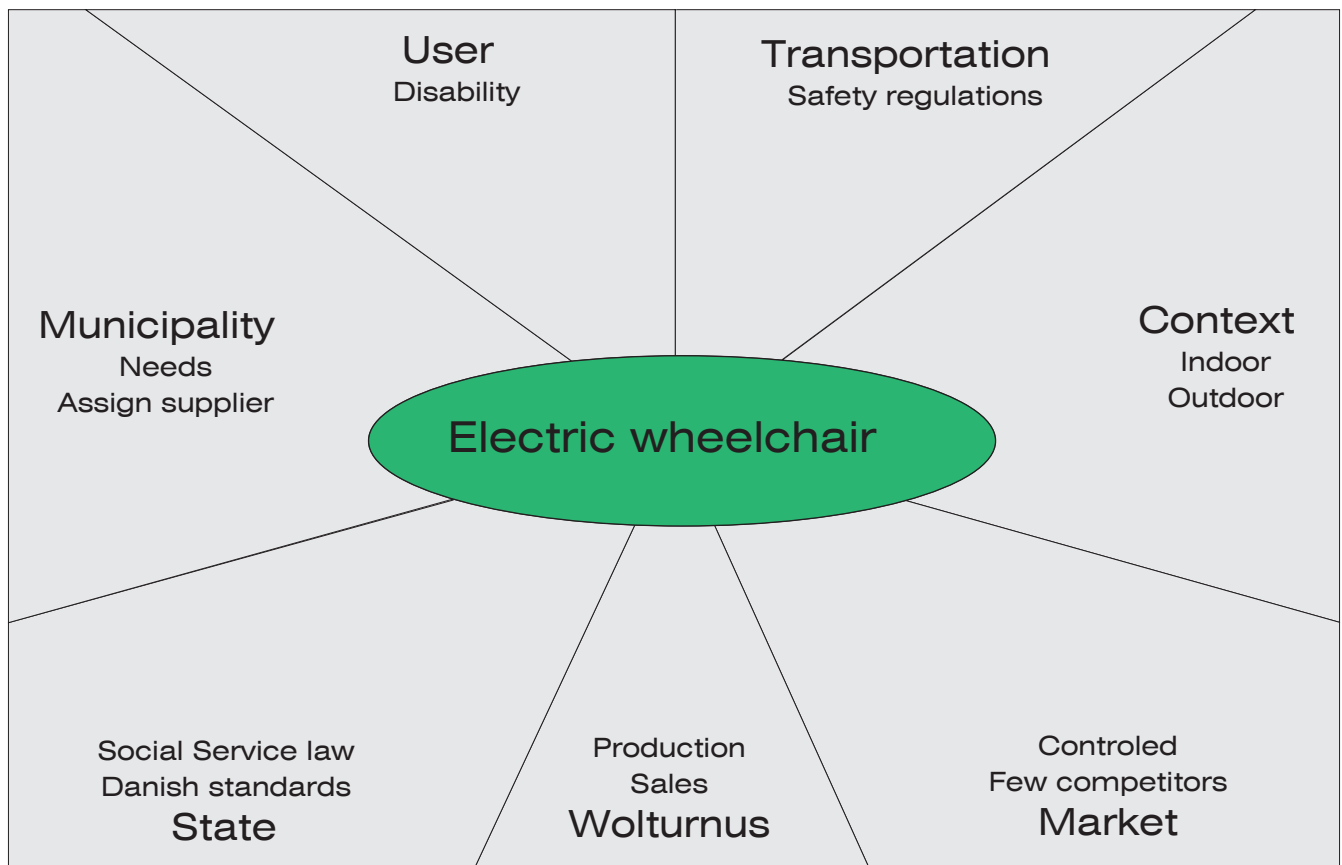 User
Disability
Transportation
Safety regulations
Municipality
Needs
Assign supplier
Context
Indoor
Outdoor
Electric wheelchair
Social Service law
Danish standards
State
Production
Sales
Wolturnus
Controled
Few competitors
Market